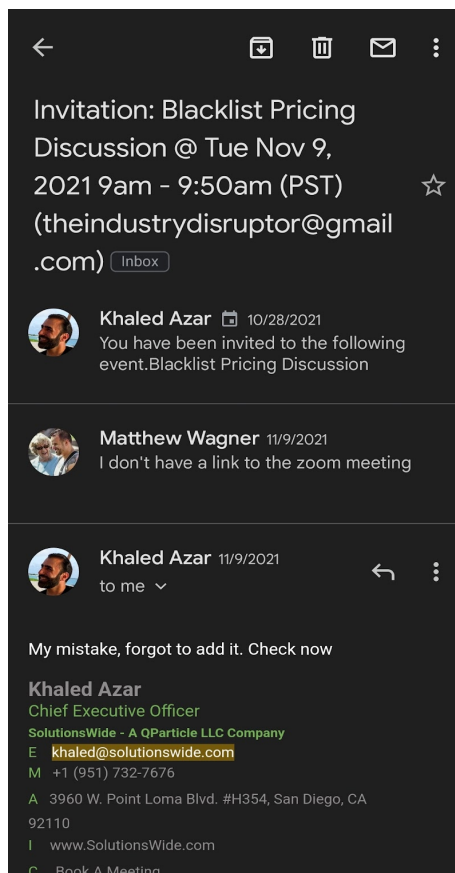 Invitation: Blacklist Pricing
Discussion @ Tue Nov 9,
2021 9am - 9:50am (PST)
(theindustrydisruptor@gmail
.com) Inbox
Khaled Azar 10/28/2021
You have been invited to the following
event.Blacklist Pricing Discussion
Matthew Wagner 11/9/2021
I don't have a link to the zoom meeting
Khaled Azar 11/9/2021
to me
My mistake, forgot to add it. Check now
Khaled Azar
Chief Executive Officer
SolutionsWide - A QParticle LLC Company
E khaled@solutionswide.com
M +1 (951) 732-7676
A 3960 W. Point Loma Blvd. #H354, San Diego, CA
92110
I www.SolutionsWide.com
C Book A Meeting